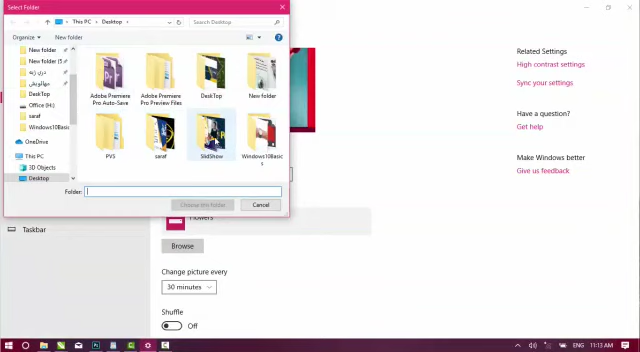 Select Folder
This PC > Desktop >
Search Desktop
Organize
New folder
New folder
New folder (5
دري ژبه
DeskTop
Office (H:)
saraf
Windows10Basic
OneDrive
This PC
3D Objects
Desktop
Adobe Premiere Pro Auto-Save
Adobe Premiere Pro Preview Files
DeskTop
New folder
PVS
saraf
SlidShow
Windows10Basics
Folder:
Choose this folder
Cancel
Related Settings
High contrast settings
Sync your settings
Have a question?
Get help
Make Windows better
Give us feedback
Taskbar
Flowers
Browse
Change picture every
30 minutes
Shuffle
Off
ENG
11:13 AM